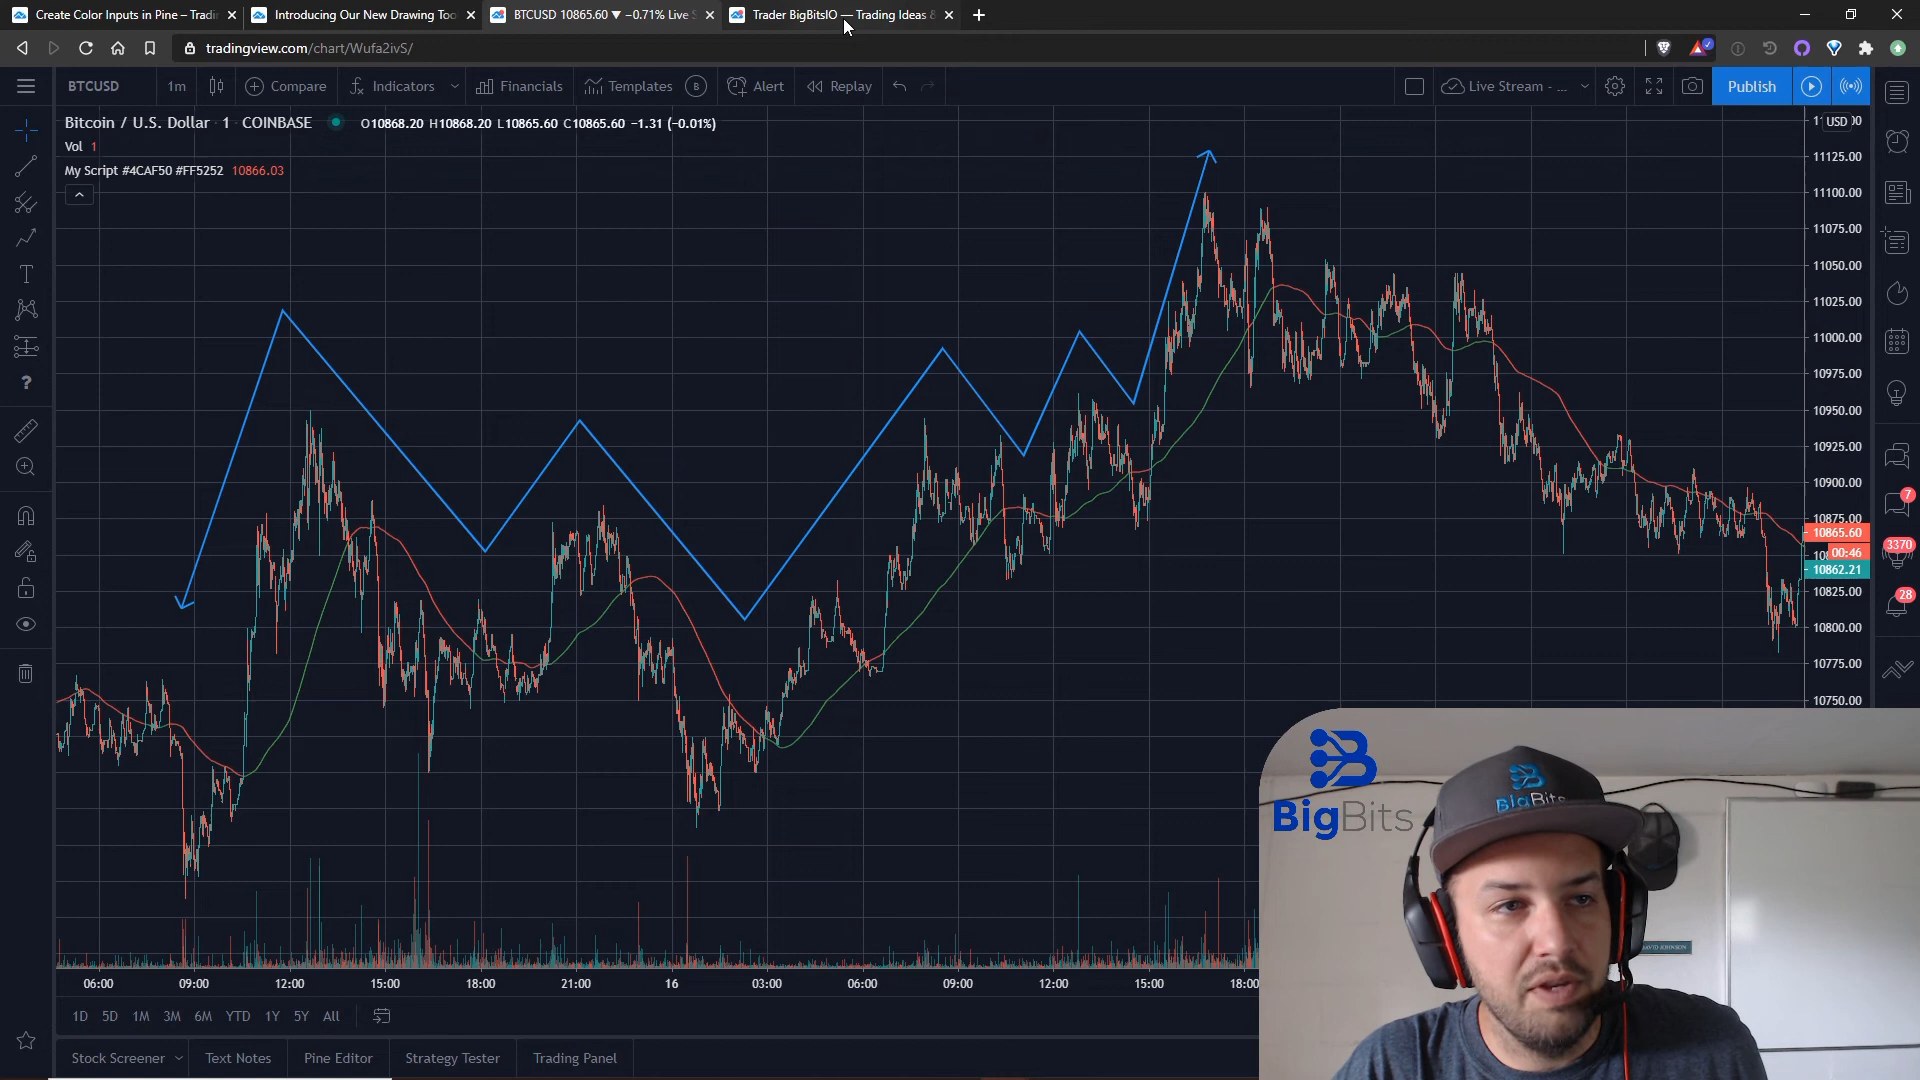 Create Color Inputs in Pine – Tradi
Introducing Our New Drawing Too
BTCUSD 10865.60 ▼ −0.71% Live S
Trader BigBitsIO — Trading Ideas &
tradingview.com/chart/Wufa2ivS/
BTCUSD
1m
Compare
Indicators
Financials
Templates
B
Alert
Replay
Live Stream - ...
Publish
Bitcoin / U.S. Dollar · 1 · COINBASE
O10868.20 H10868.20 L10865.60 C10865.60 −1.31 (−0.01%)
Vol 1
My Script #4CAF50 #FF5252 10866.03
USD
11125.00
11100.00
11075.00
11050.00
11025.00
11000.00
10975.00
10950.00
10925.00
10900.00
10875.00
10865.60
00:46
10862.21
10825.00
10800.00
10775.00
10750.00
7
3370
28
06:00 09:00 12:00 15:00 18:00 21:00 16 03:00 06:00 09:00 12:00 15:00 18:00
1D 5D 1M 3M 6M YTD 1Y 5Y All
Stock Screener
Text Notes
Pine Editor
Strategy Tester
Trading Panel
BigBits
BigBits